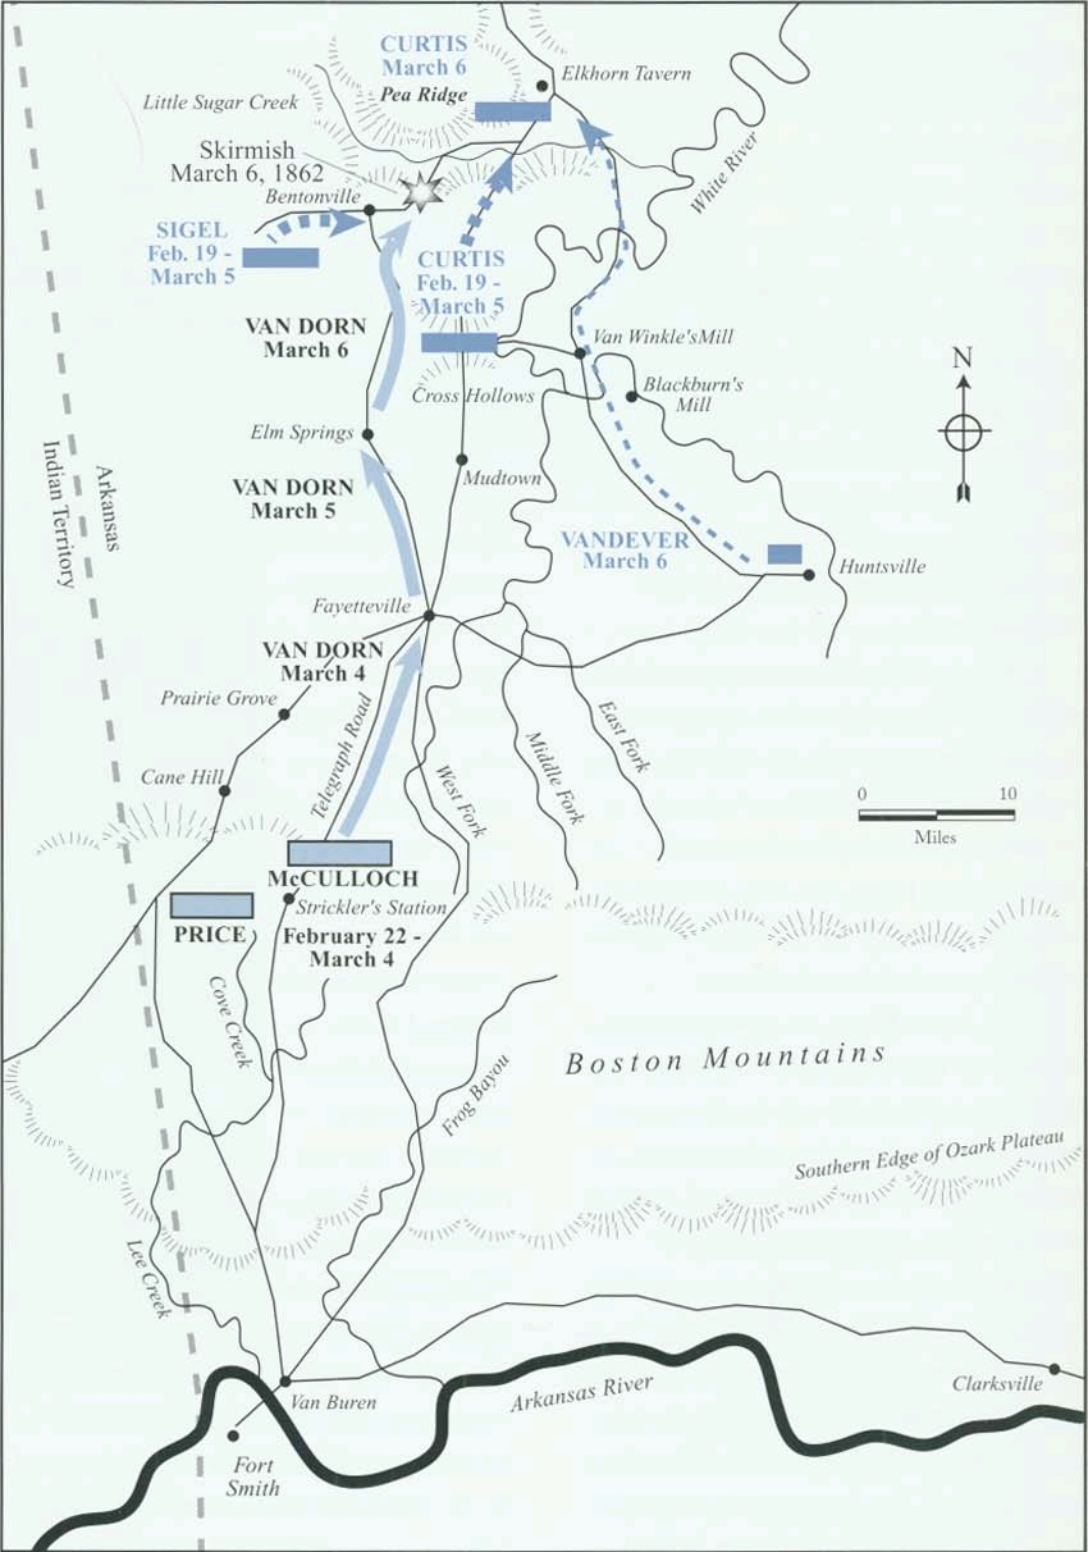 CURTIS
March 6
Pea Ridge
Elkhorn Tavern
Little Sugar Creek
Skirmish
March 6, 1862
Bentonville
White River
SIGEL
Feb. 19 -
March 5
CURTIS
Feb. 19 -
March 5
VAN DORN
March 6
Van Winkle'sMill
Blackburn's
Mill
N
Cross Hollows
Elm Springs
Mudtown
Arkansas
Indian Territory
VAN DORN
March 5
VANDEVER
March 6
Huntsville
Fayetteville
VAN DORN
March 4
Prairie Grove
Telegraph Road
East Fork
Middle Fork
West Fork
Cane Hill
0 10
Miles
McCULLOCH
Strickler's Station
PRICE
February 22 -
March 4
Cove Creek
Boston Mountains
Frog Bayou
Southern Edge of Ozark Plateau
Lee Creek
Van Buren
Arkansas River
Clarksville
Fort
Smith